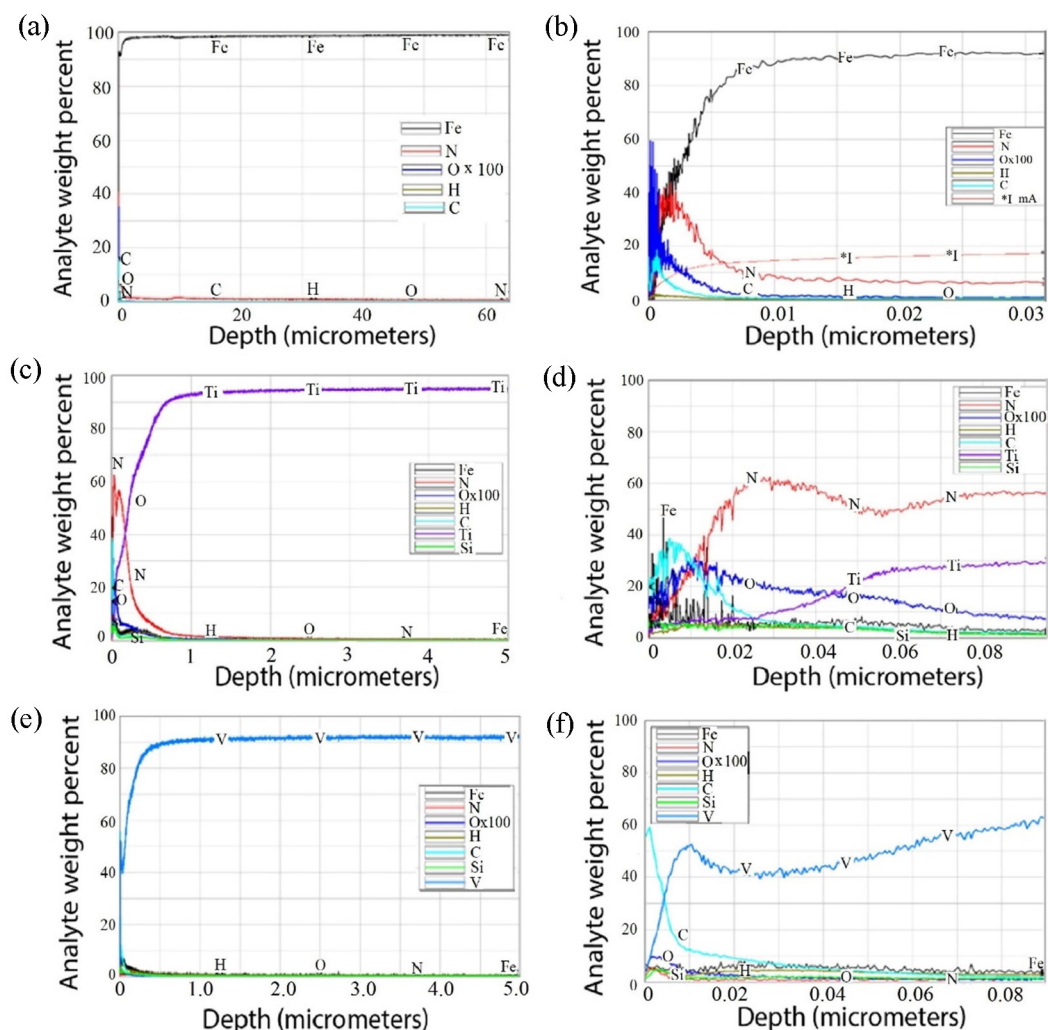 (a)
Analyte weight percent
100
80
60
40
20
0
Fe Fe Fe Fe
Fe
N
O x 100
H
C
C
O
N
C H O N
0 10 20 30 40 50 60
Depth (micrometers)
(b)
Analyte weight percent
100
80
60
40
20
0
Fe Fe Fe
Fe
N
Ox100
H
C
*I mA
*I *I
N
C H O
0 0.01 0.02 0.03
Depth (micrometers)
(c)
Analyte weight percent
100
80
60
40
20
0
Ti Ti Ti Ti
N
O
Fe
N
Ox100
H
C
Ti
Si
C
O
N
Si
H O N Fe
0 1 2 3 4 5
Depth (micrometers)
(d)
Analyte weight percent
100
80
60
40
20
0
Fe
N
Ox100
H
C
Ti
Si
Fe
N N N
Ti Ti
O O O
C Si H
0 0.02 0.04 0.06 0.08
Depth (micrometers)
(e)
Analyte weight percent
100
80
60
40
20
0
V V V V
Fe
N
Ox100
H
C
Si
V
H O N Fe
0 1.0 2.0 3.0 4.0 5.0
Depth (micrometers)
(f)
Analyte weight percent
100
80
60
40
20
0
Fe
N
O x100
H
C
Si
V
V V V
C
O
Si H O N Fe
0 0.02 0.04 0.06 0.08
Depth (micrometers)